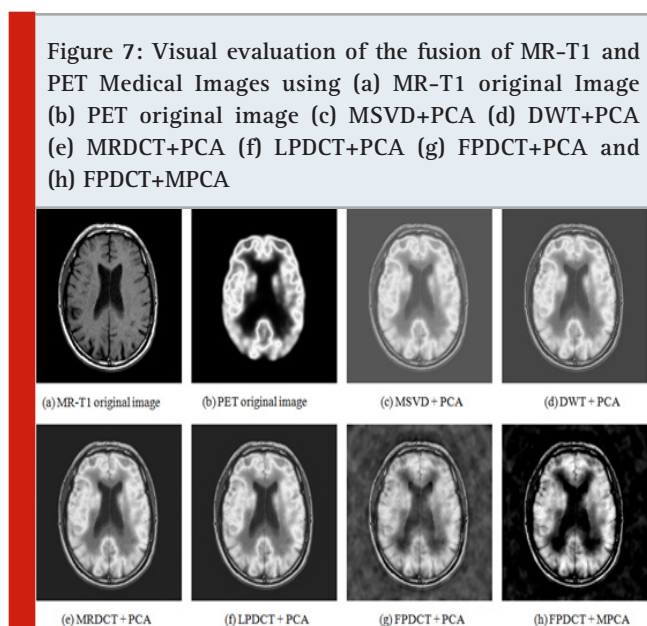 Figure 7: Visual evaluation of the fusion of MR-T1 and
PET Medical Images using (a) MR-T1 original Image
(b) PET original image (c) MSVD+PCA (d) DWT+PCA
(e) MRDCT+PCA (f) LPDCT+PCA (g) FPDCT+PCA and
(h) FPDCT+MPCA
(a) MR-T1 original image
(b) PET original image
(c) MSVD + PCA
(d) DWT + PCA
(e) MRDCT + PCA
(f) LPDCT + PCA
(g) FPDCT + PCA
(h) FPDCT + MPCA